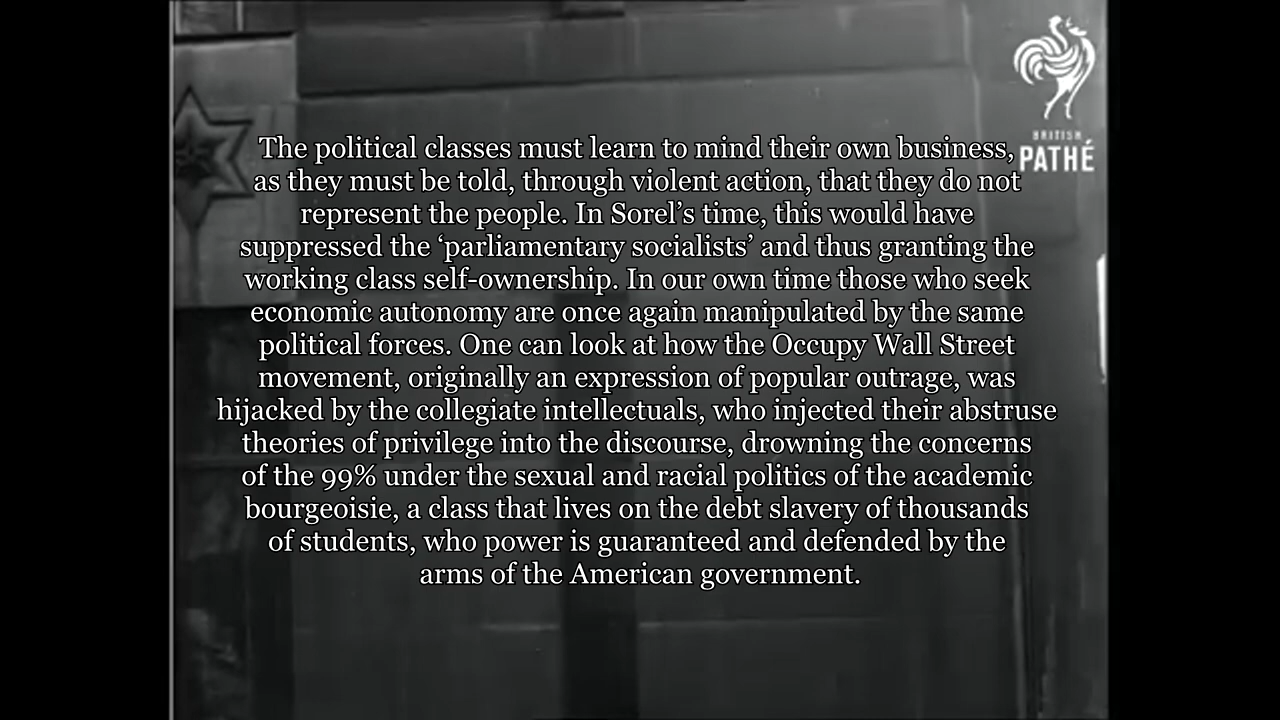 BRITISH
PATHÉ
The political classes must learn to mind their own business,
as they must be told, through violent action, that they do not
represent the people. In Sorel’s time, this would have
suppressed the ‘parliamentary socialists’ and thus granting the
working class self-ownership. In our own time those who seek
economic autonomy are once again manipulated by the same
political forces. One can look at how the Occupy Wall Street
movement, originally an expression of popular outrage, was
hijacked by the collegiate intellectuals, who injected their abstruse
theories of privilege into the discourse, drowning the concerns
of the 99% under the sexual and racial politics of the academic
bourgeoisie, a class that lives on the debt slavery of thousands
of students, who power is guaranteed and defended by the
arms of the American government.